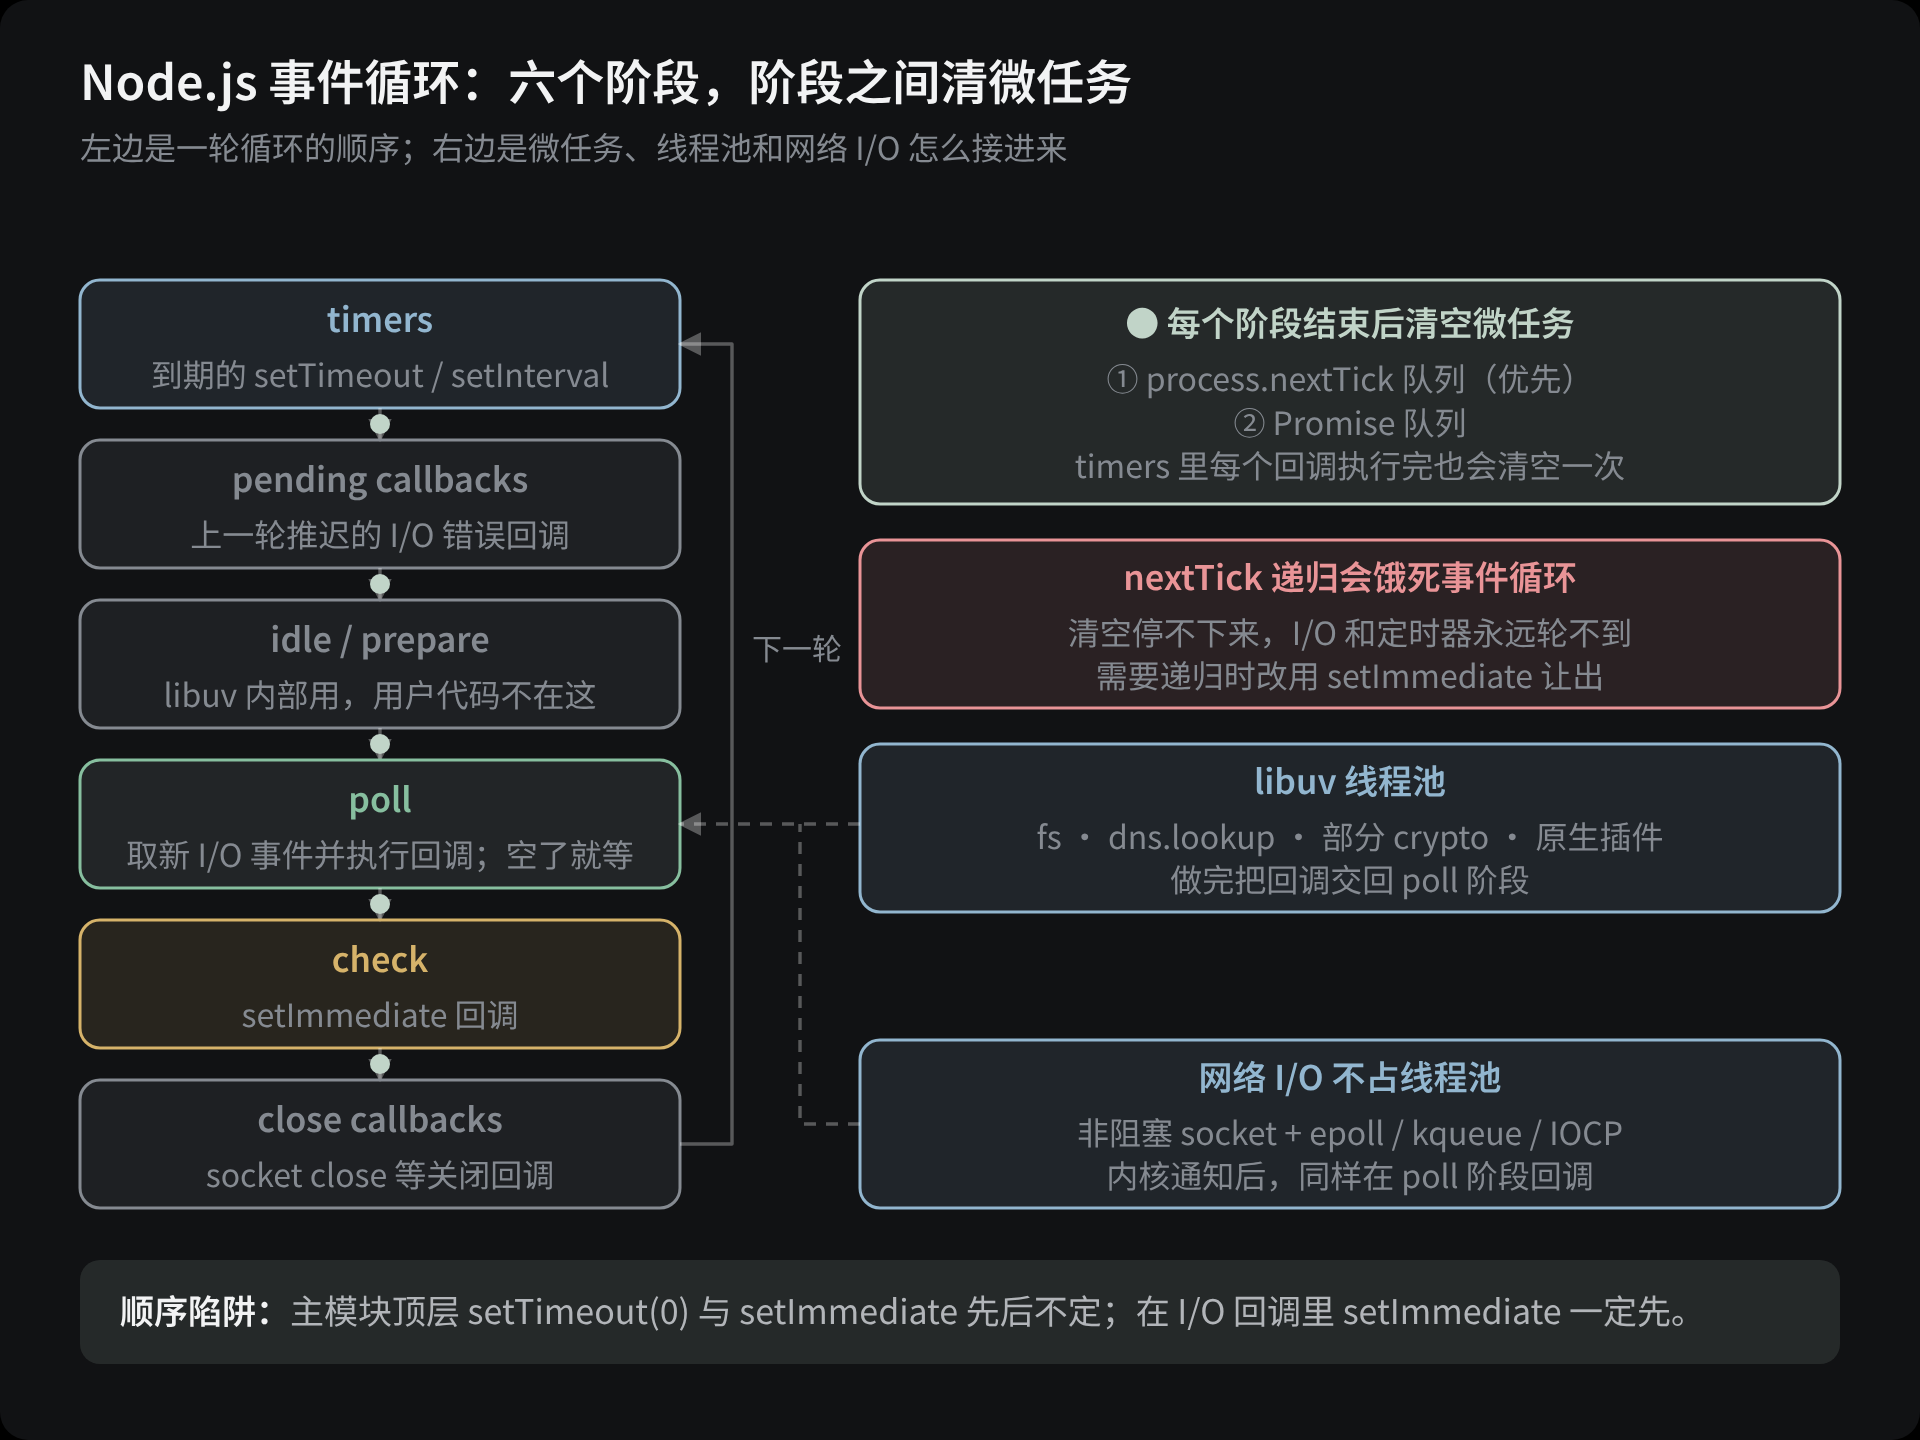 Node.js 事件循环：六个阶段，阶段之间清微任务
左边是一轮循环的顺序；右边是微任务、线程池和网络 I/O 怎么接进来
timers
到期的 setTimeout / setInterval
pending callbacks
上一轮推迟的 I/O 错误回调
idle / prepare
libuv 内部用，用户代码不在这
poll
取新 I/O 事件并执行回调；空了就等
check
setImmediate 回调
close callbacks
socket close 等关闭回调
下一轮
● 每个阶段结束后清空微任务
① process.nextTick 队列（优先）
② Promise 队列
timers 里每个回调执行完也会清空一次
nextTick 递归会饿死事件循环
清空停不下来，I/O 和定时器永远轮不到
需要递归时改用 setImmediate 让出
libuv 线程池
fs · dns.lookup · 部分 crypto · 原生插件
做完把回调交回 poll 阶段
网络 I/O 不占线程池
非阻塞 socket + epoll / kqueue / IOCP
内核通知后，同样在 poll 阶段回调
顺序陷阱：主模块顶层 setTimeout(0) 与 setImmediate 先后不定；在 I/O 回调里 setImmediate 一定先。